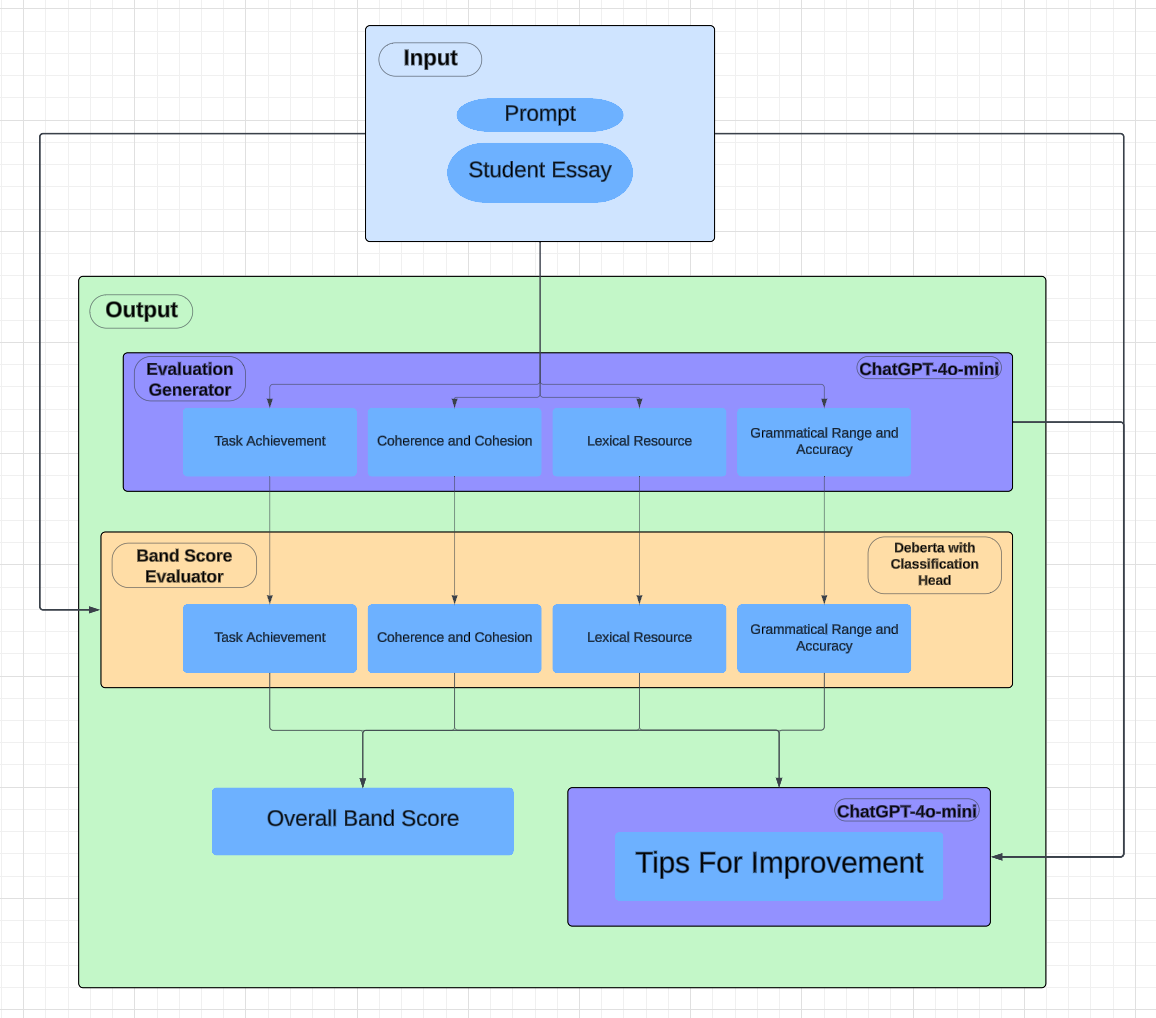 Input
Prompt
Student Essay
Output
Evaluation
Generator
ChatGPT-4o-mini
Task Achievement
Coherence and Cohesion
Lexical Resource
Grammatical Range and
Accuracy
Band Score
Evaluator
Deberta with
Classification
Head
Task Achievement
Coherence and Cohesion
Lexical Resource
Grammatical Range and
Accuracy
Overall Band Score
ChatGPT-4o-mini
Tips For Improvement